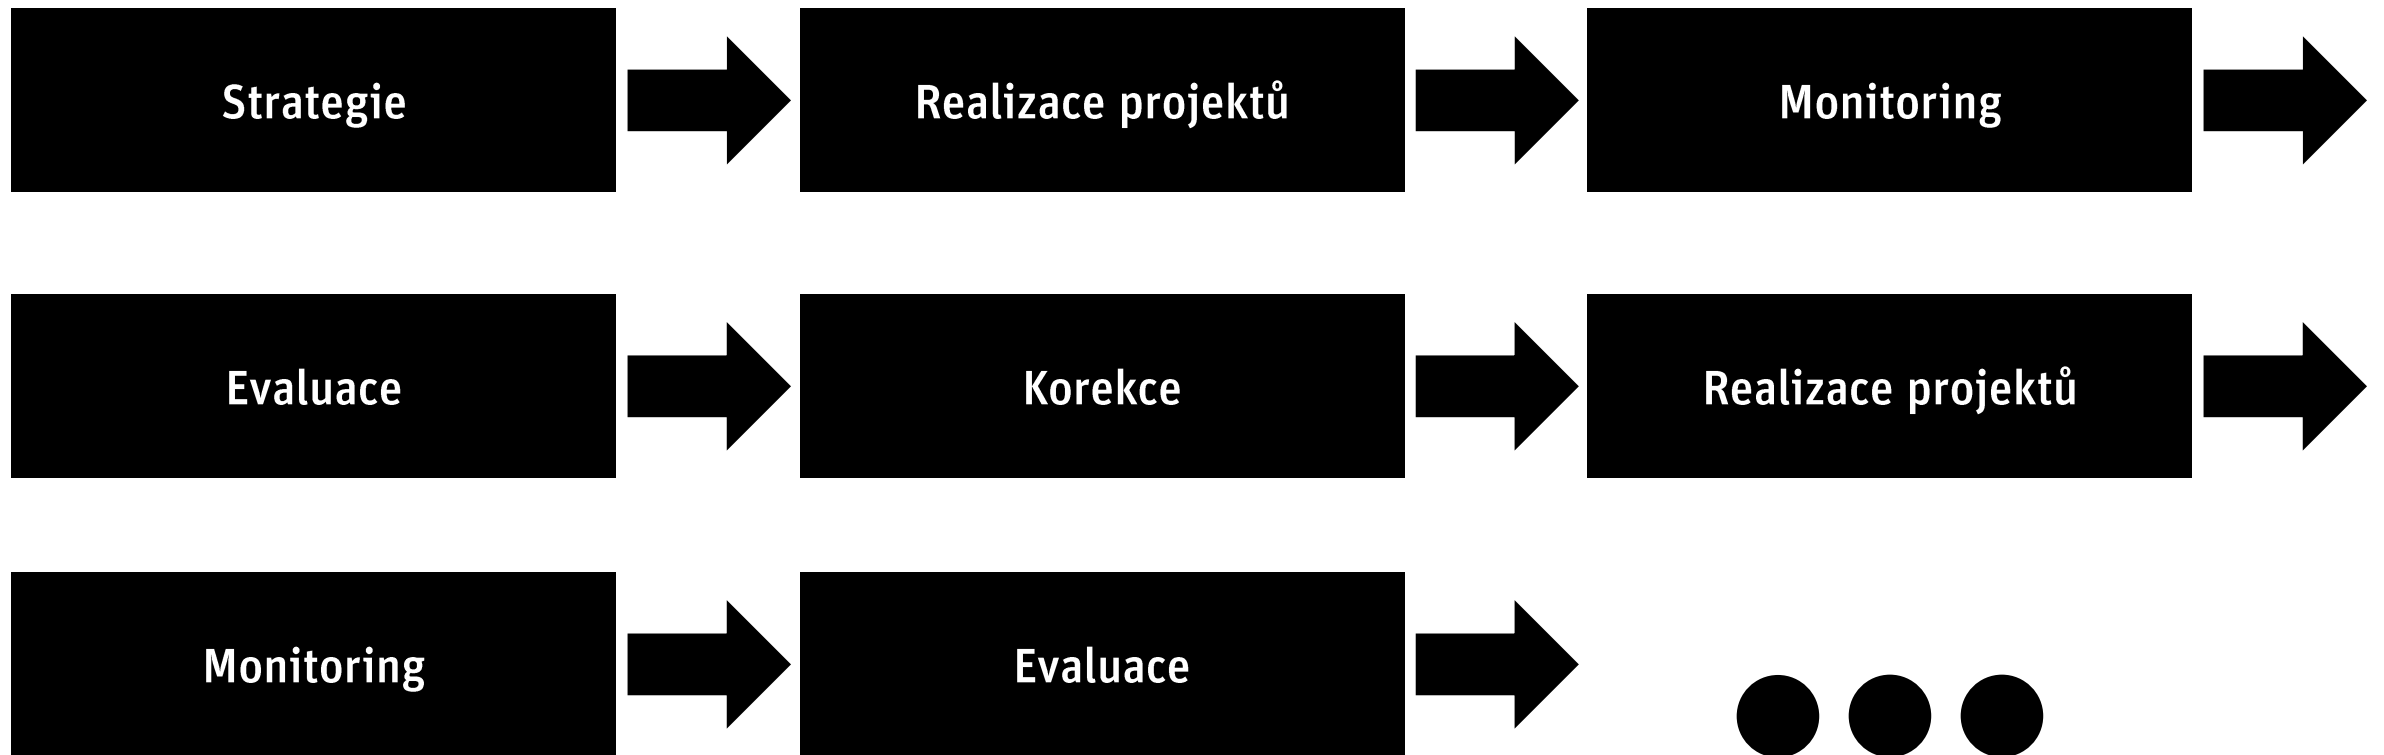 Strategie
Realizace projektů
Monitoring
Evaluace
Korekce
Realizace projektů
Monitoring
Evaluace